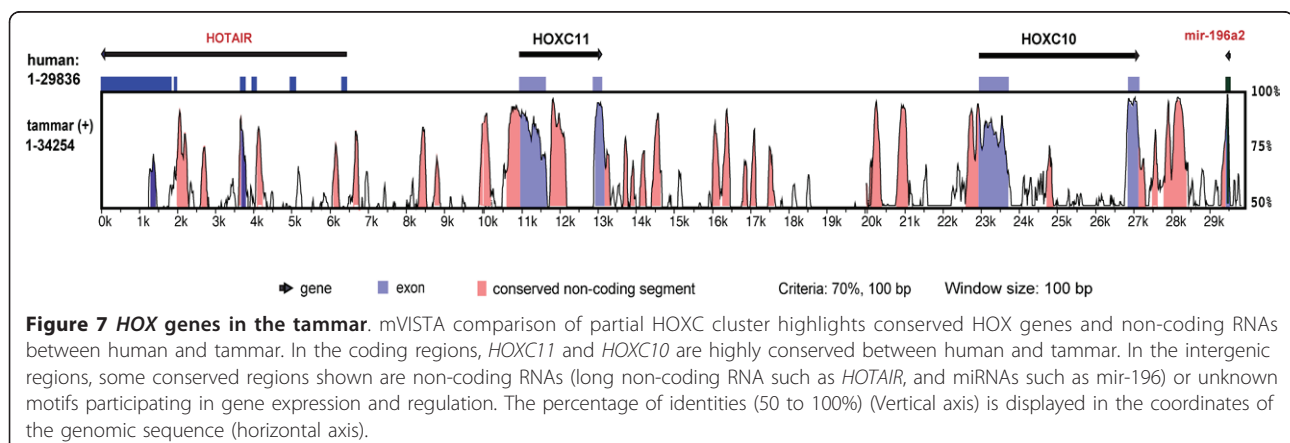 HOTAIR HOXC11 HOXC10 mir-196a2
human:
1-29836
100%
tammar (+)
1-34254
75%
50%
0k 1k 2k 3k 4k 5k 6k 7k 8k 9k 10k 11k 12k 13k 14k 15k 16k 17k 18k 19k 20k 21k 22k 23k 24k 25k 26k 27k 28k 29k
gene exon conserved non-coding segment Criteria: 70%, 100 bp Window size: 100 bp
Figure 7 HOX genes in the tammar. mVISTA comparison of partial HOXC cluster highlights conserved HOX genes and non-coding RNAs
between human and tammar. In the coding regions, HOXC11 and HOXC10 are highly conserved between human and tammar. In the intergenic
regions, some conserved regions shown are non-coding RNAs (long non-coding RNA such as HOTAIR, and miRNAs such as mir-196) or unknown
motifs participating in gene expression and regulation. The percentage of identities (50 to 100%) (Vertical axis) is displayed in the coordinates of
the genomic sequence (horizontal axis).